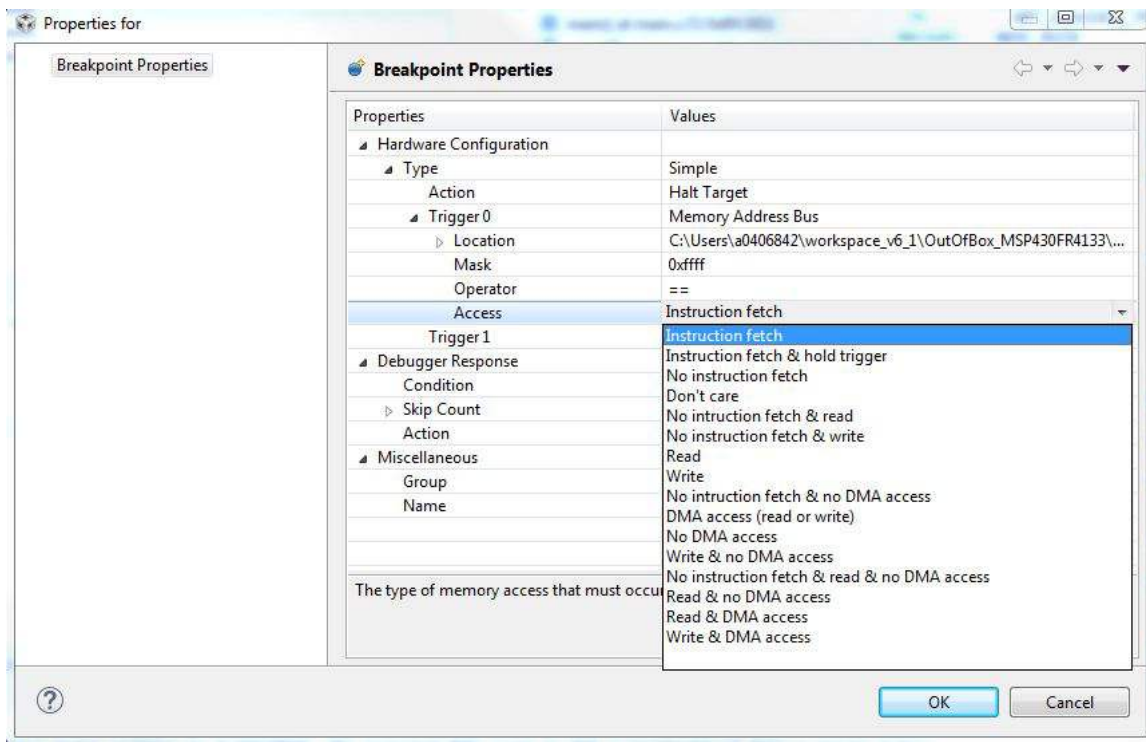 Properties for
Breakpoint Properties
Breakpoint Properties
Properties Values
Hardware Configuration
Type Simple
Action Halt Target
Trigger 0 Memory Address Bus
Location C:\Users\a0406842\workspace_v6_1\OutOfBox_MSP430FR4133\...
Mask 0xffff
Operator ==
Access Instruction fetch
Trigger 1
Debugger Response
Condition
Skip Count
Action
Miscellaneous
Group
Name
Instruction fetch
Instruction fetch & hold trigger
No instruction fetch
Don't care
No intruction fetch & read
No instruction fetch & write
Read
Write
No intruction fetch & no DMA access
DMA access (read or write)
No DMA access
Write & no DMA access
No instruction fetch & read & no DMA access
Read & no DMA access
Read & DMA access
Write & DMA access
The type of memory access that must occu
OK Cancel